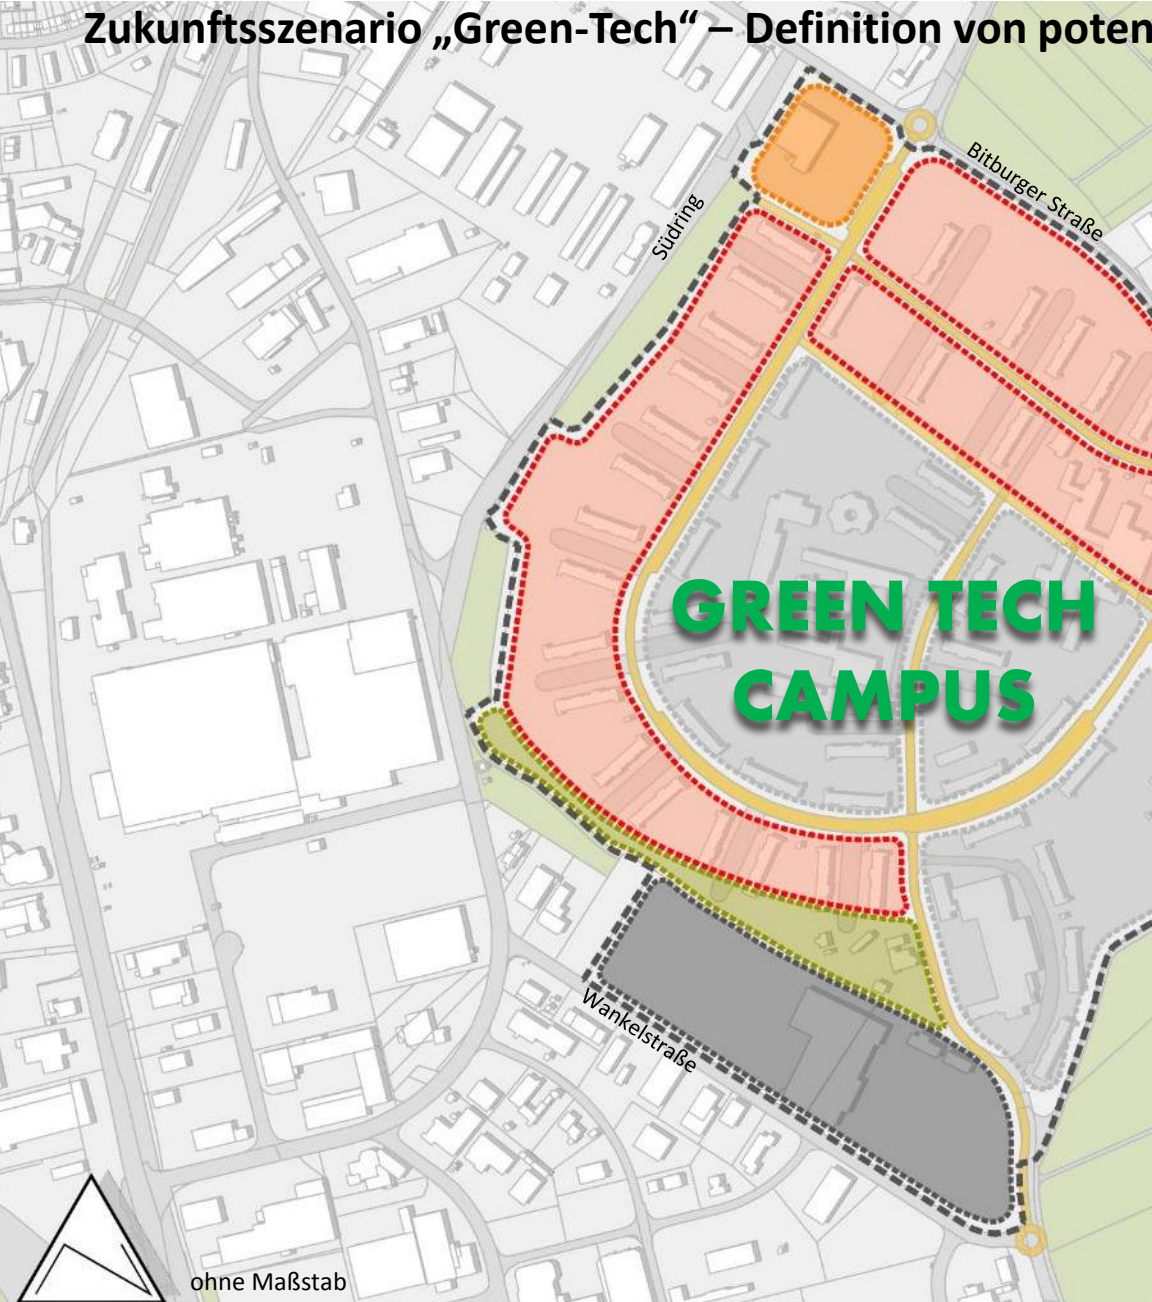 Zukunftsszenario „Green-Tech“ – Definition von poten
Bitburger Straße
Südring
GREEN TECH
CAMPUS
Wankelstraße
ohne Maßstab